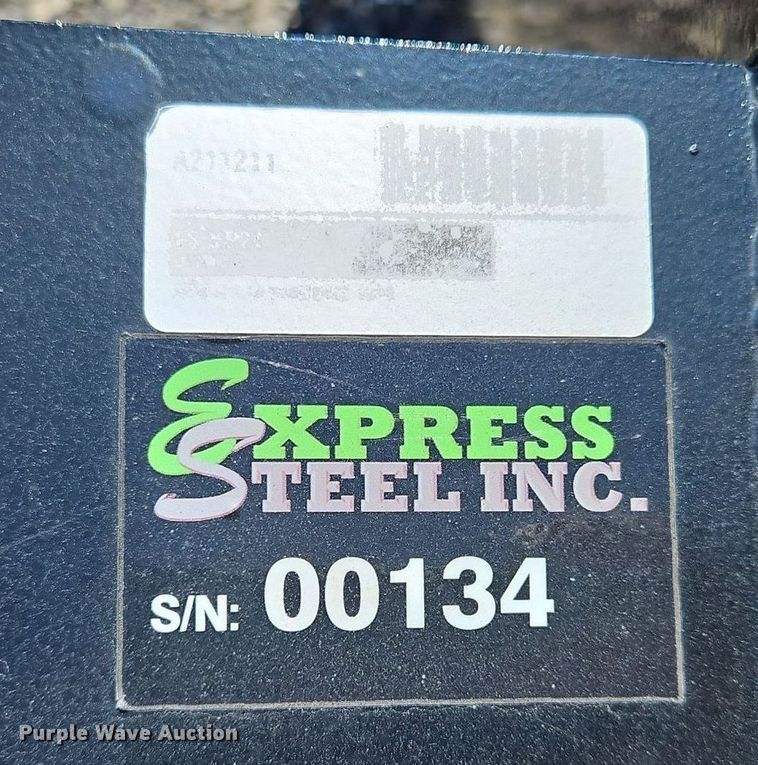 A211211
EXPRESS
STEEL INC.
S/N: 00134
Purple Wave Auction